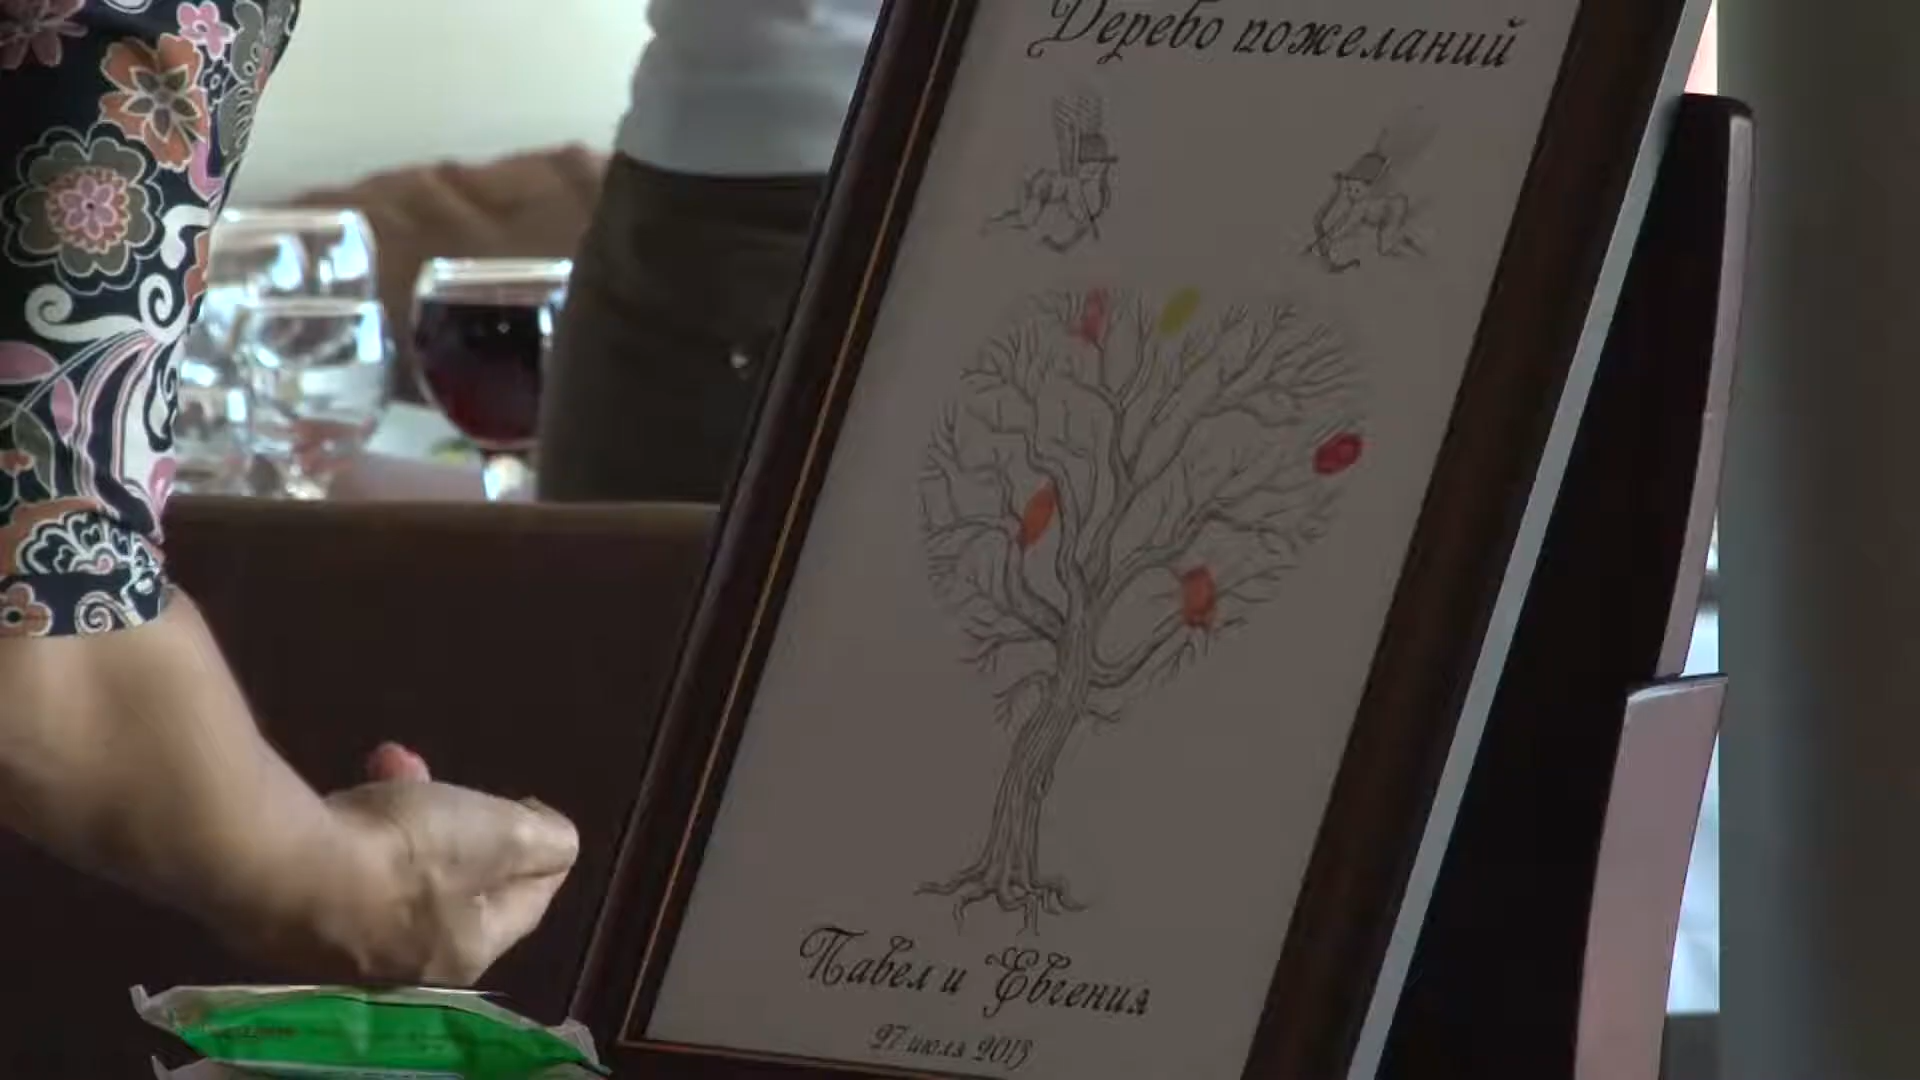 Дерево пожеланий
Павел и Евгения
27 июля 2013